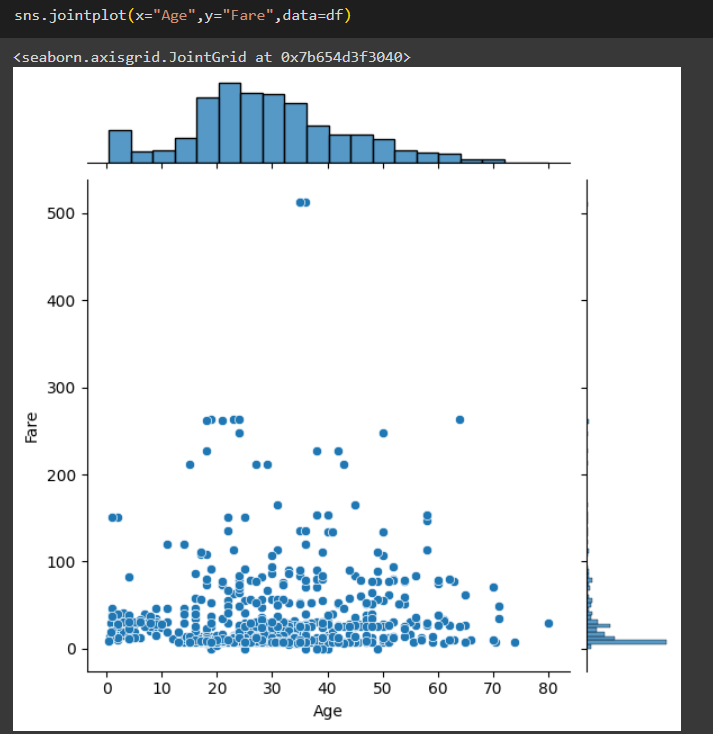 sns.jointplot(x="Age",y="Fare",data=df)
<seaborn.axisgrid.JointGrid at 0x7b654d3f3040>
500
400
300
200
100
0
Fare
0 10 20 30 40 50 60 70 80
Age